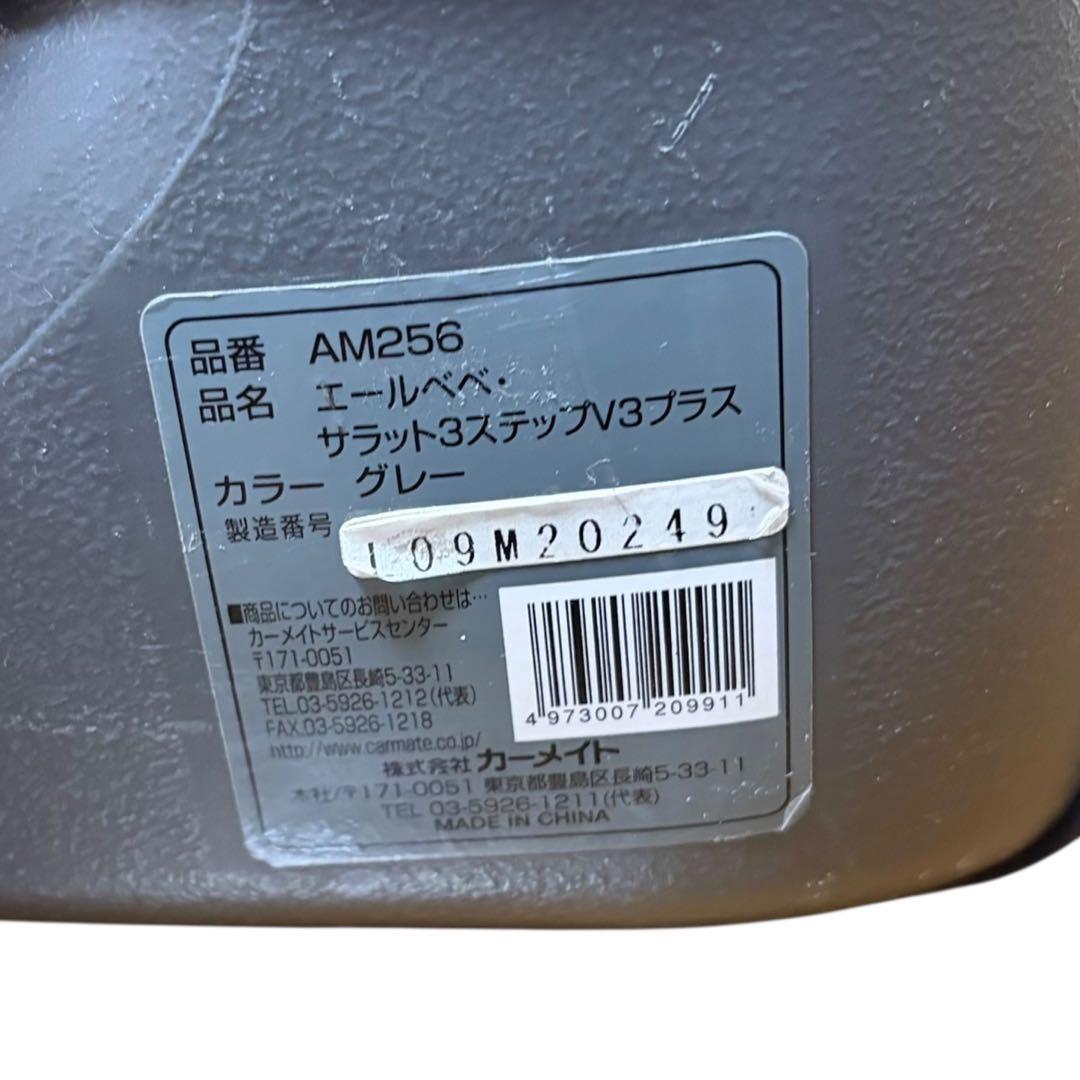 品番 AM256
品名 エールベベ・
サラット3ステップV3プラス
カラー グレー
製造番号 09M20249
■商品についてのお問い合わせは…
カーメイトサービスセンター
〒171-0051
東京都豊島区長崎5-33-11
TEL.03-5926-1212(代表)
FAX.03-5926-1218
http://www.carmate.co.jp/
4 973007 209911
株式会社 カーメイト
本社/〒171-0051 東京都豊島区長崎5-33-11
TEL 03-5926-1211(代表)
MADE IN CHINA